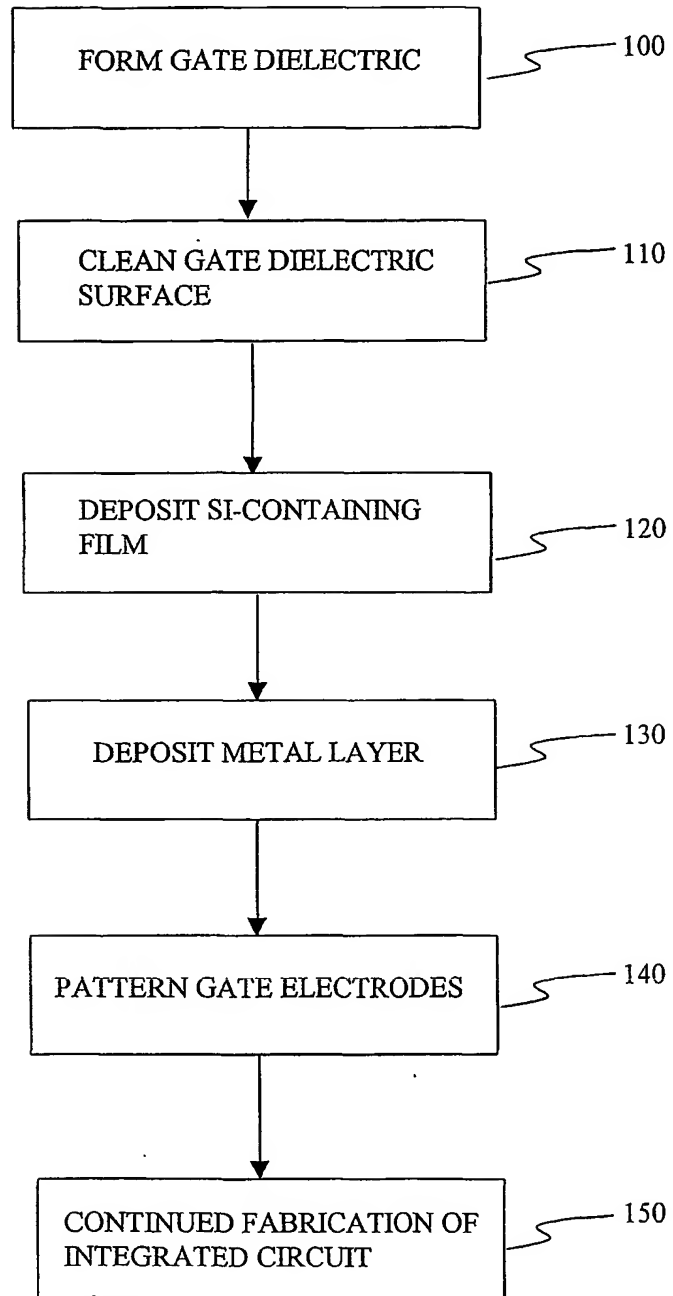 FORM GATE DIELECTRIC
100
CLEAN GATE DIELECTRIC
SURFACE
110
DEPOSIT SI-CONTAINING
FILM
120
DEPOSIT METAL LAYER
130
PATTERN GATE ELECTRODES
140
CONTINUED FABRICATION OF
INTEGRATED CIRCUIT
150